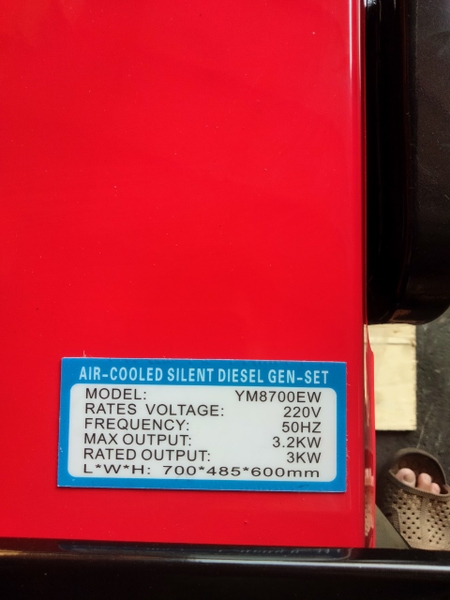 AIR-COOLED SILENT DIESEL GEN-SET
MODEL: YM8700EW
RATES VOLTAGE: 220V
FREQUENCY: 50HZ
MAX OUTPUT: 3.2KW
RATED OUTPUT: 3KW
L*W*H: 700*485*600mm